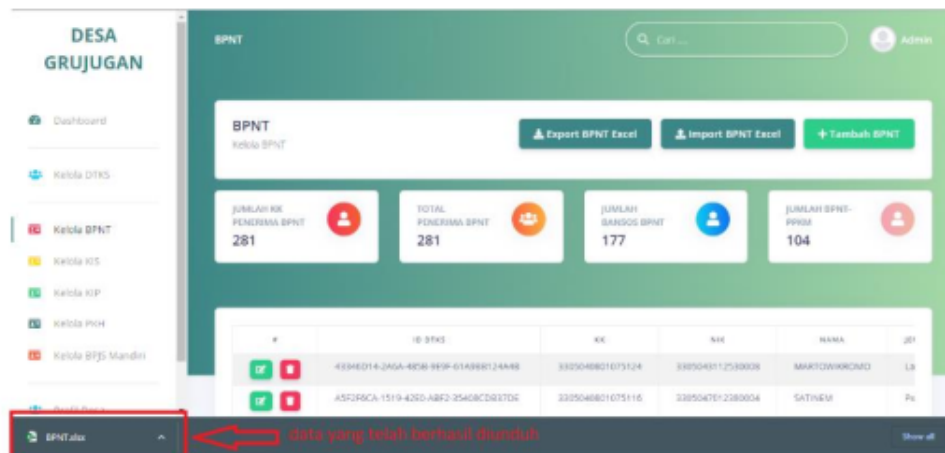 DESA
GRUJUGAN
BPNT
Cari ...
Admin
Dashboard
Kelola DTKS
Kelola BPNT
Kelola KIS
Kelola KIP
Kelola PKH
Kelola BPJS Mandiri
Profil Desa
BPNT
Kelola BPNT
Export BPNT Excel
Import BPNT Excel
+ Tambah BPNT
JUMLAH KK
PENERIMA BPNT
281
TOTAL
PENERIMA BPNT
281
JUMLAH
BANSOS BPNT
177
JUMLAH BPNT-
PPKM
104
# ID DTKS KK NIK NAMA
MARTOWIKROMO
SATINEM
BPNT.xlsx
data yang telah berhasil diunduh
Show all